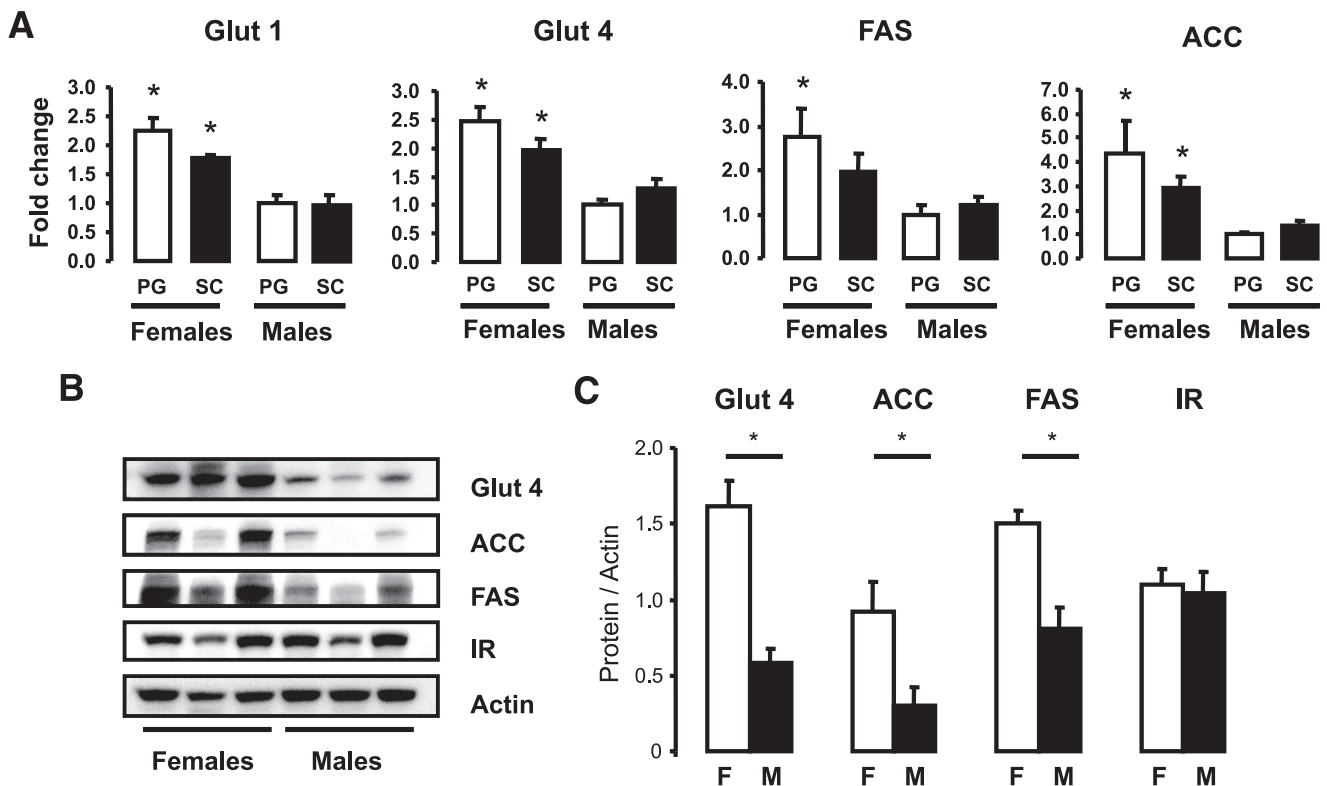 A
Glut 1
Glut 4
FAS
ACC
Fold change
3.0
2.5
2.0
1.5
1.0
0.5
0.0
*
*
PG SC PG SC
Females Males
3.0
2.5
2.0
1.5
1.0
0.5
0.0
*
*
PG SC PG SC
Females Males
4.0
3.0
2.0
1.0
0.0
*
PG SC PG SC
Females Males
7.0
6.0
5.0
4.0
3.0
2.0
1.0
0.0
*
*
PG SC PG SC
Females Males
B
Glut 4
ACC
FAS
IR
Actin
Females Males
C
Glut 4 ACC FAS IR
* * *
Protein / Actin
2.0
1.5
1.0
0.5
0
F M F M F M F M